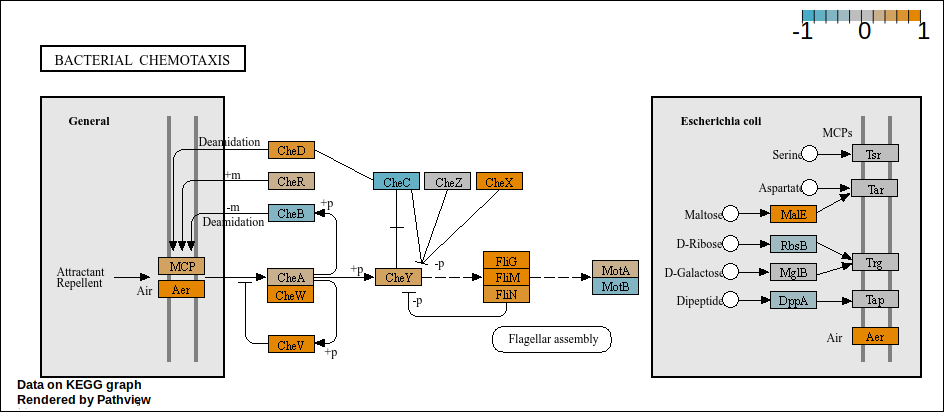 -1 0 1
BACTERIAL CHEMOTAXIS
General
Deamidation
CheD
+m
CheR
-m
CheB
+p
Deamidation
CheC
CheZ
CheX
MCP
Attractant
Repellent
Air
Aer
CheA
CheW
+p
CheY
-p
-p
FliG
FliM
FliN
MotA
MotB
CheV
+p
Flagellar assembly
Escherichia coli
MCPs
Serine
Tsr
Aspartate
Tar
Maltose
MalE
D-Ribose
RbsB
Trg
D-Galactose
MglB
Dipeptide
DppA
Tap
Air
Aer
Data on KEGG graph
Rendered by Pathview